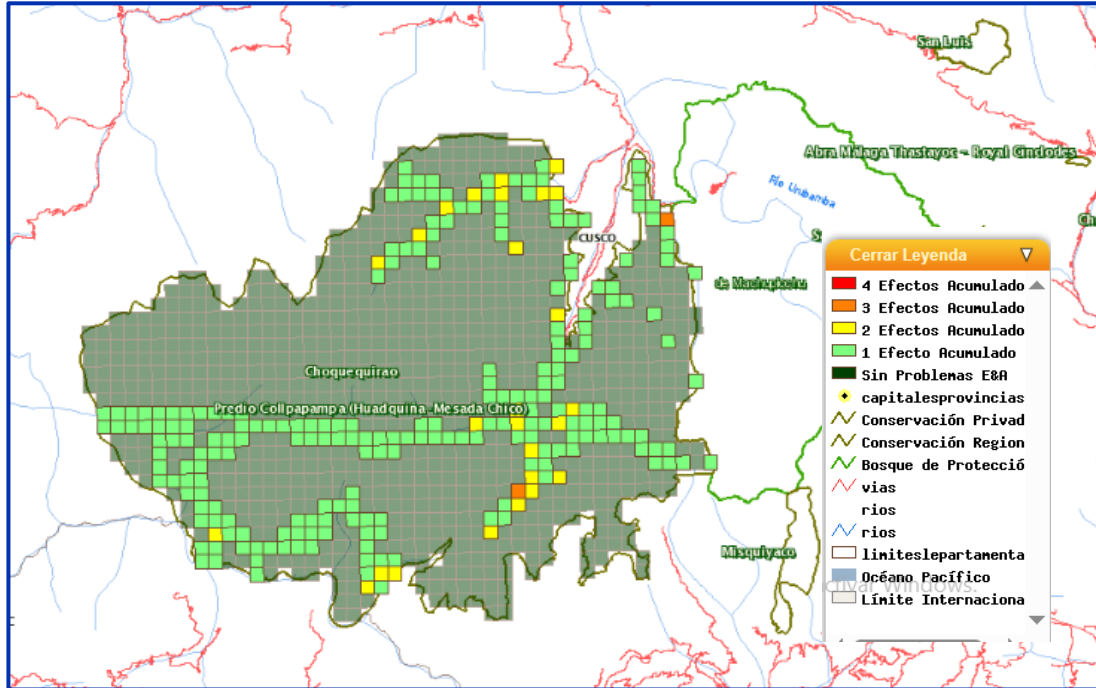 San Luis
Abra Málaga Thastayoc - Royal Cinclodes
Río Urubamba
CUSCO
de Machupicchu
Choquequirao
Predio Collpapampa (Huadquiña-Mesada Chico)
Misquiyaco
Cerrar Leyenda
4 Efectos Acumulado
3 Efectos Acumulado
2 Efectos Acumulado
1 Efecto Acumulado
Sin Problemas E&A
capitalesprovincias
Conservación Privad
Conservación Region
Bosque de Protecció
vias
rios
rios
limiteslepartamenta
Océano Pacífico
Límite Internaciona